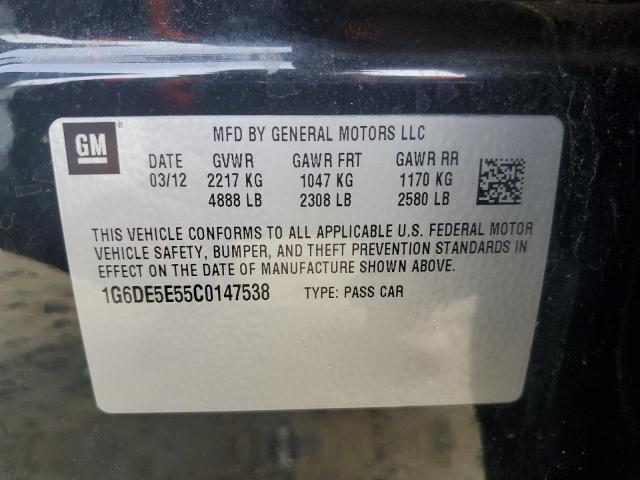 GM
MFD BY GENERAL MOTORS LLC
DATE GVWR GAWR FRT GAWR RR
03/12 2217 KG 1047 KG 1170 KG
4888 LB 2308 LB 2580 LB
THIS VEHICLE CONFORMS TO ALL APPLICABLE U.S. FEDERAL MOTOR
VEHICLE SAFETY, BUMPER, AND THEFT PREVENTION STANDARDS IN
EFFECT ON THE DATE OF MANUFACTURE SHOWN ABOVE.
1G6DE5E55C0147538 TYPE: PASS CAR